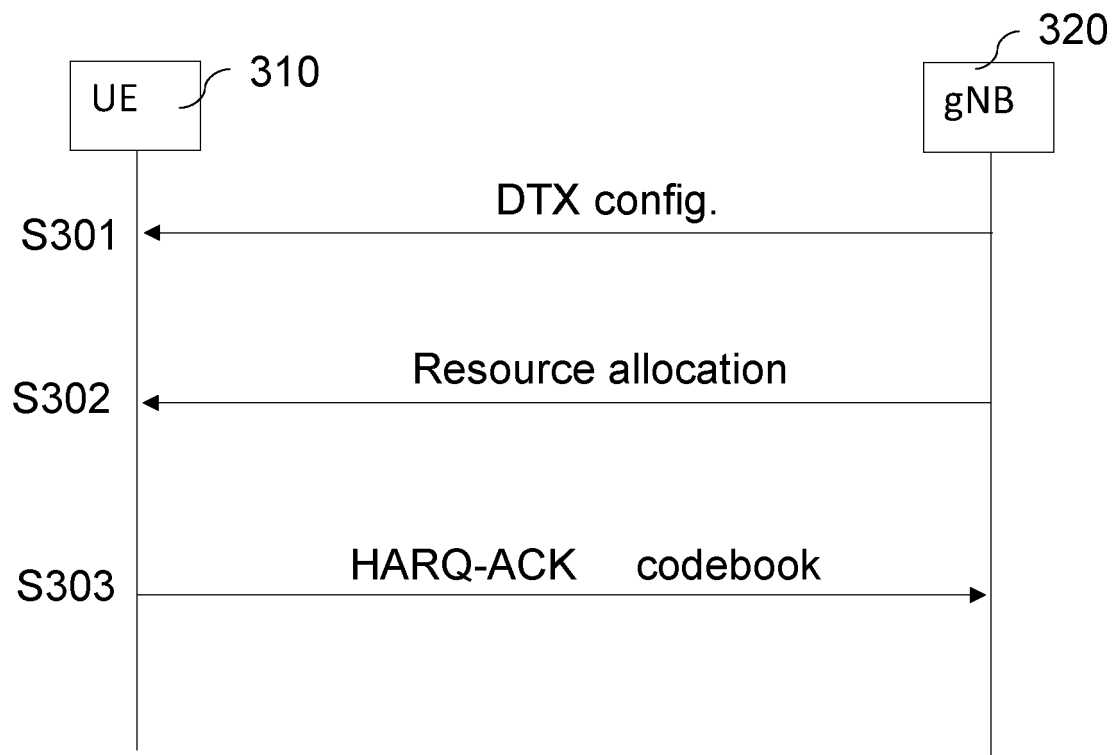 320
310
UE
gNB
DTX config.
S301
Resource allocation
S302
HARQ-ACK codebook
S303